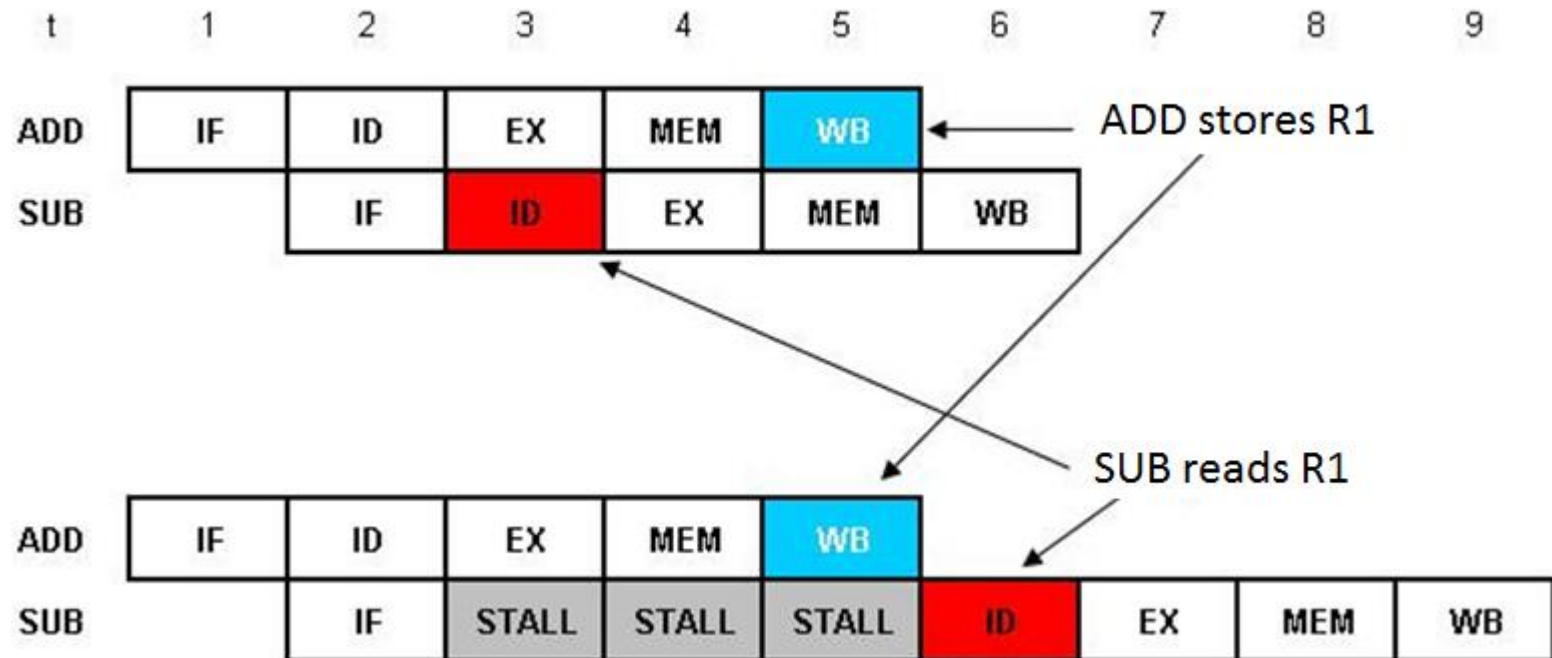 t 1 2 3 4 5 6 7 8 9
ADD IF ID EX MEM WB ADD stores R1
SUB IF ID EX MEM WB
SUB reads R1
ADD IF ID EX MEM WB
SUB IF STALL STALL STALL ID EX MEM WB